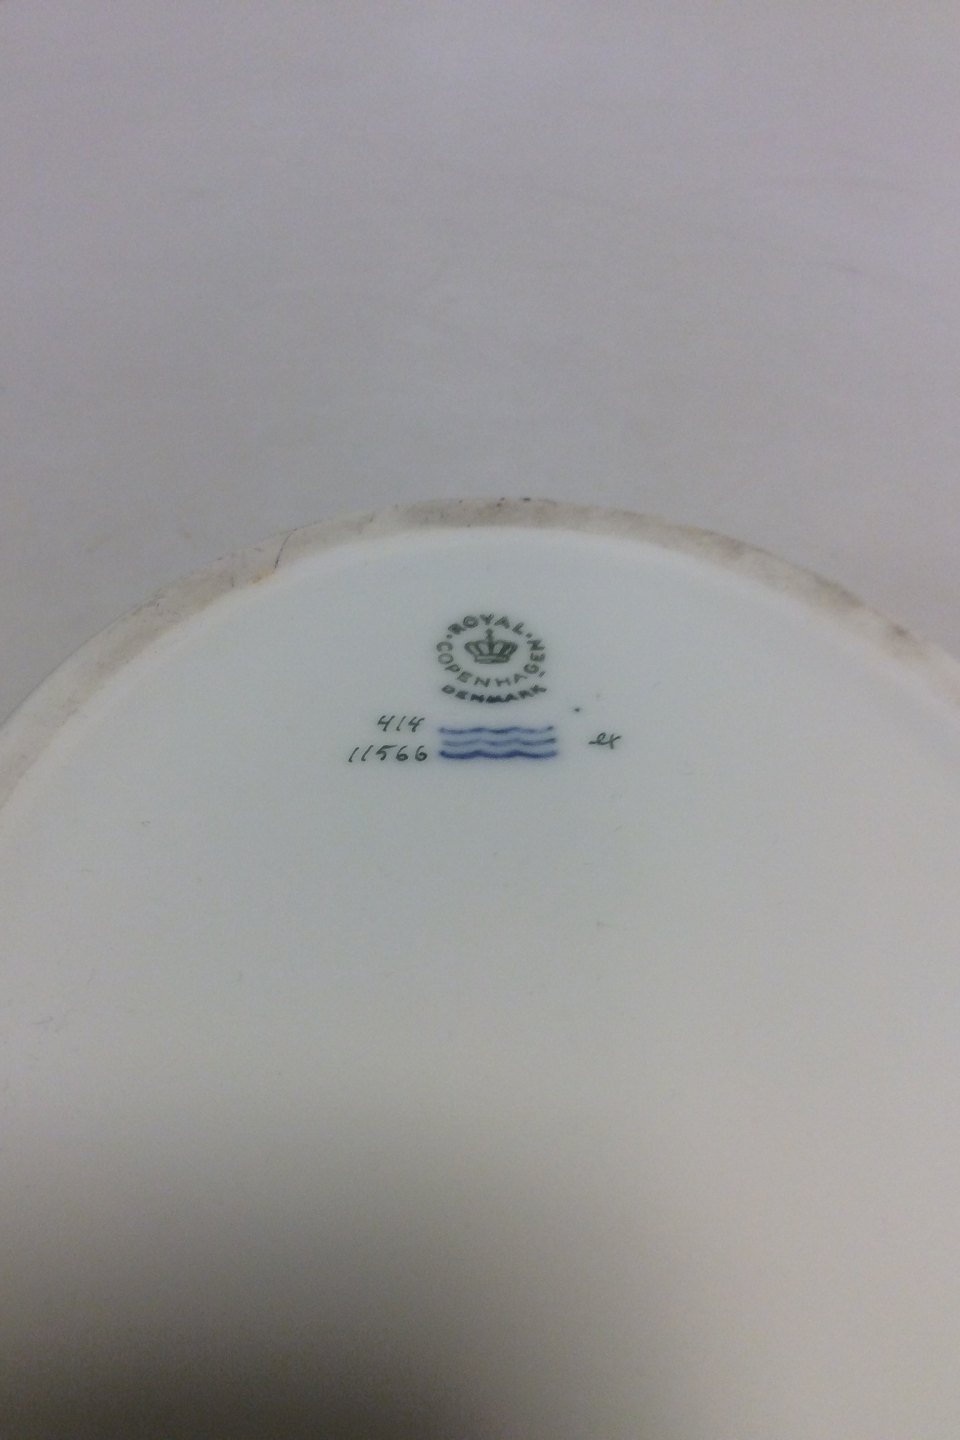 ROYAL
COPENHAGEN
DENMARK
414
11566